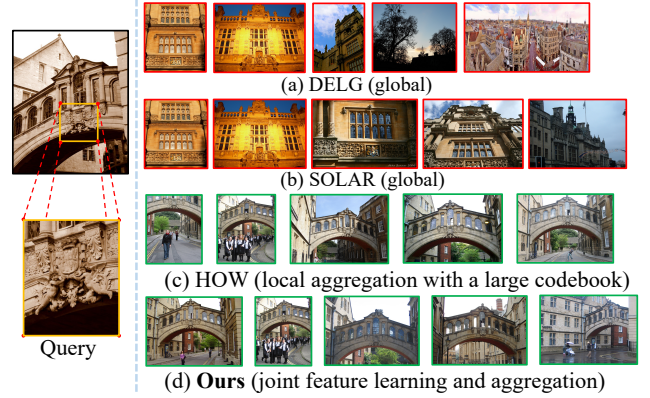 (a) DELG (global)
(b) SOLAR (global)
(c) HOW (local aggregation with a large codebook)
Query
(d) Ours (joint feature learning and aggregation)